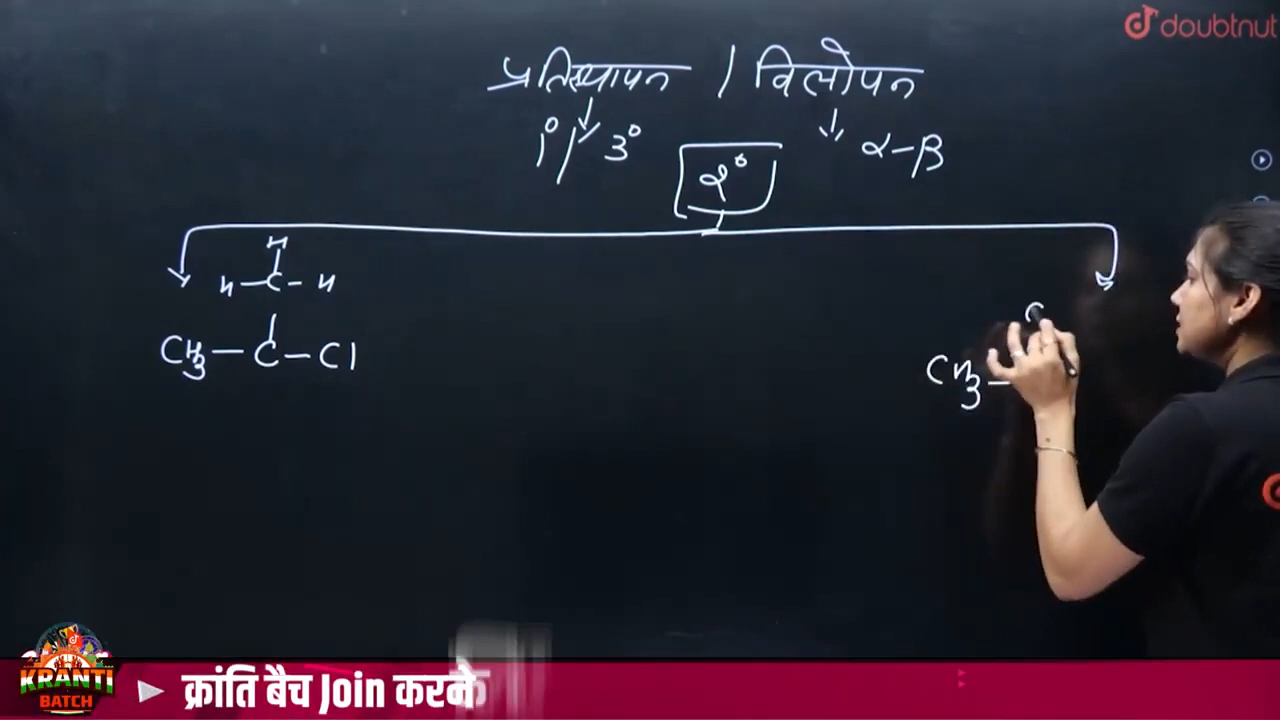 doubtnut
प्रतिस्थापन / विलोपन
1° / 3°
α-β
2°
H
H-C-H
CH3-C-Cl
CH3-
KRANTI
BATCH
क्रांति बैच Join करके